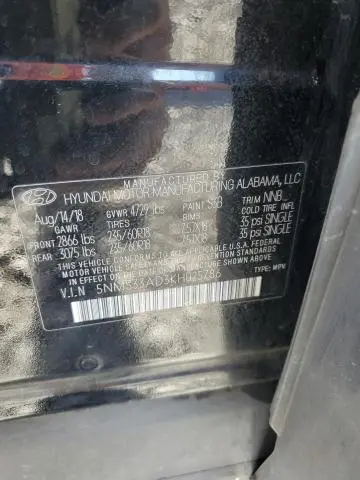 MANUFACTURED BY
HYUNDAI MOTOR MANUFACTURING ALABAMA, LLC
Aug/14/18 GVWR 4729 lbs PAINT S3B TRIM NNB
GAWR TIRES RIMS COLD TIRE INFL
FRONT 2866 lbs 235/60R18 7.5JX18 35 psi SINGLE
REAR 3075 lbs 235/60R18 7.5JX18 35 psi SINGLE
THIS VEHICLE CONFORMS TO ALL APPLICABLE U.S.A. FEDERAL
MOTOR VEHICLE SAFETY, BUMPER, AND THEFT PREVENTION
STANDARDS IN EFFECT ON THE DATE OF MANUFACTURE SHOWN ABOVE.
V.I.N TYPE: MPV